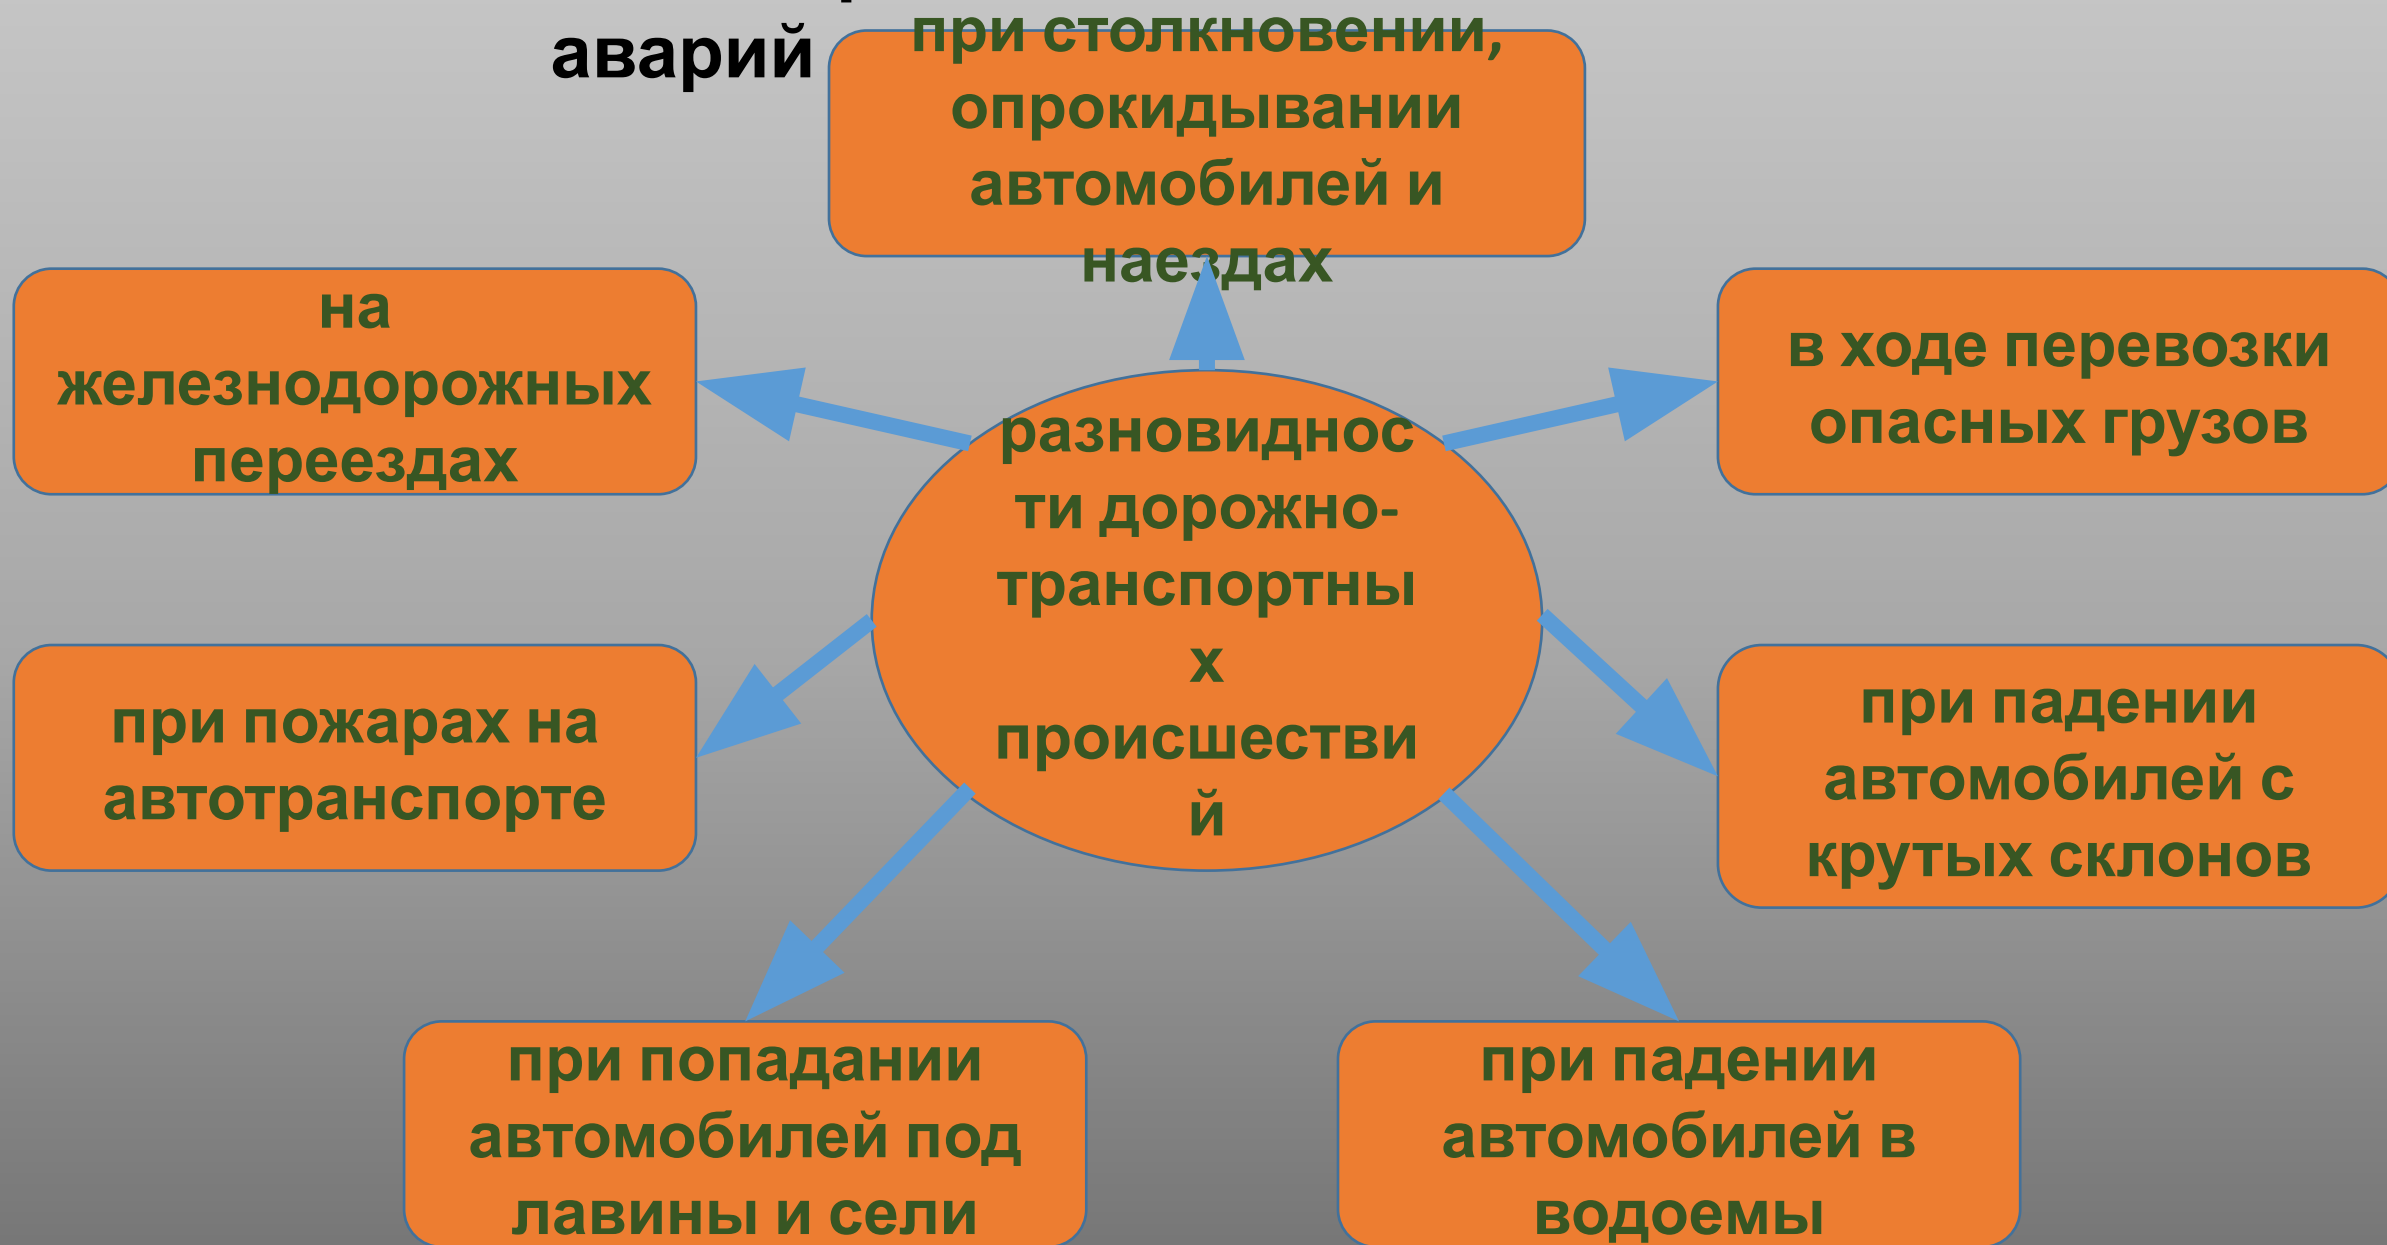 аварий
при столкновении,
опрокидывании
автомобилей и
наездах
на
железнодорожных
переездах
в ходе перевозки
опасных грузов
разновиднос
ти дорожно-
транспортны
х
происшестви
й
при пожарах на
автотранспорте
при падении
автомобилей с
крутых склонов
при попадании
автомобилей под
лавины и сели
при падении
автомобилей в
водоемы